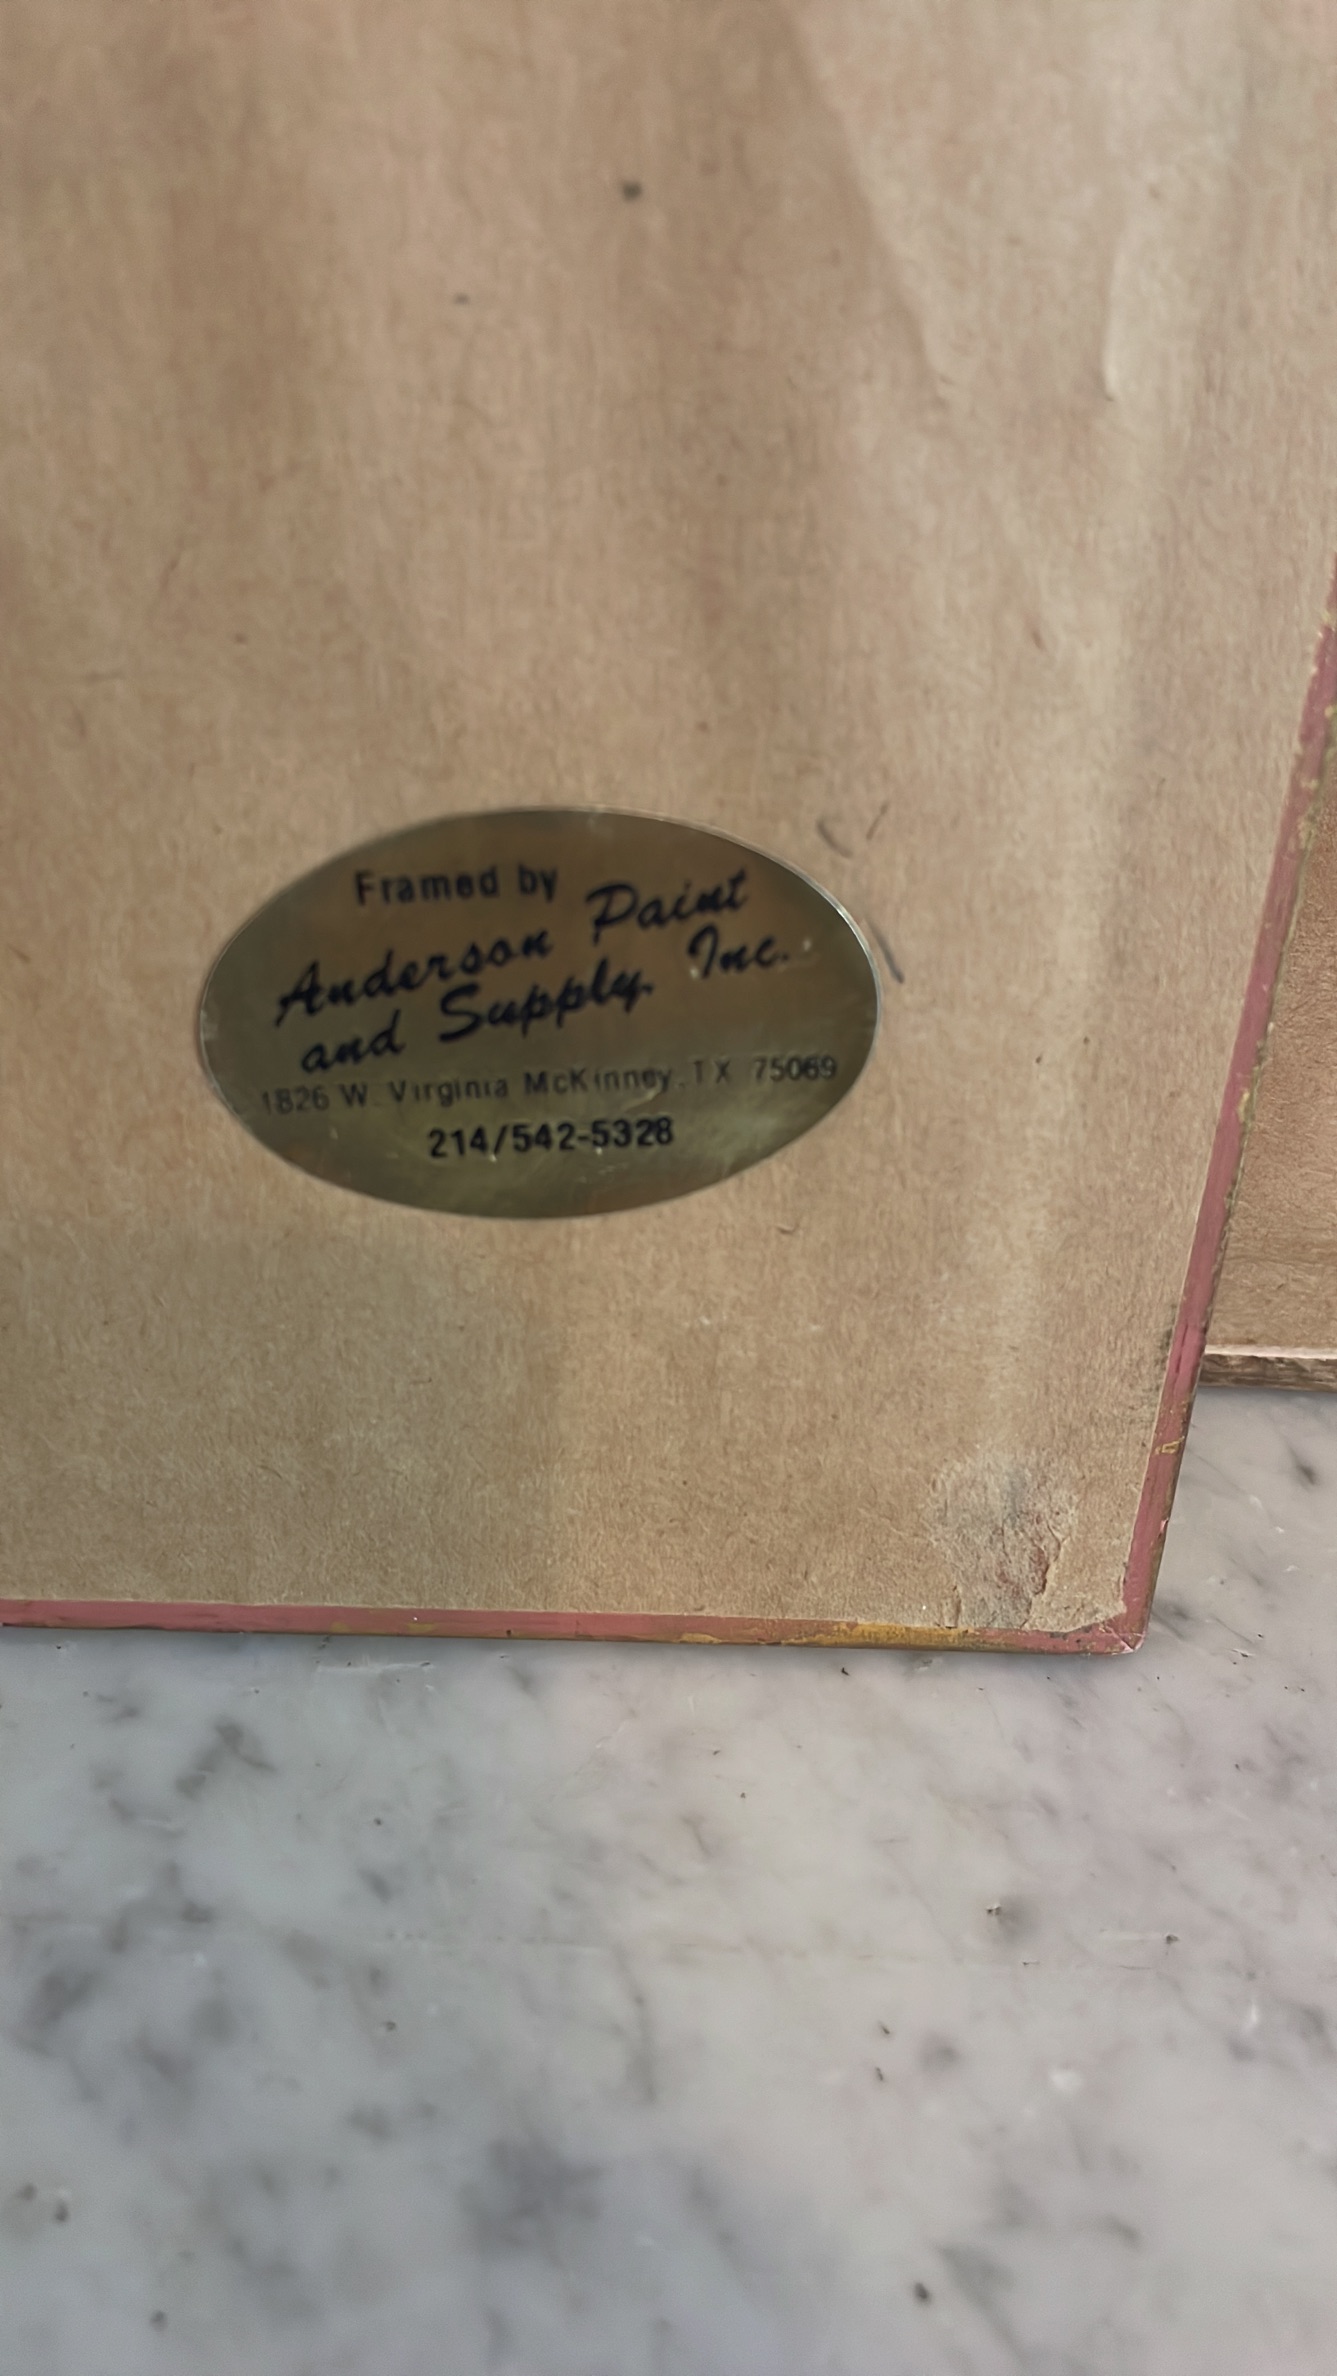 Framed by
Anderson Paint
and Supply, Inc.
1826 W. Virginia McKinney, TX 75069
214/542-5328